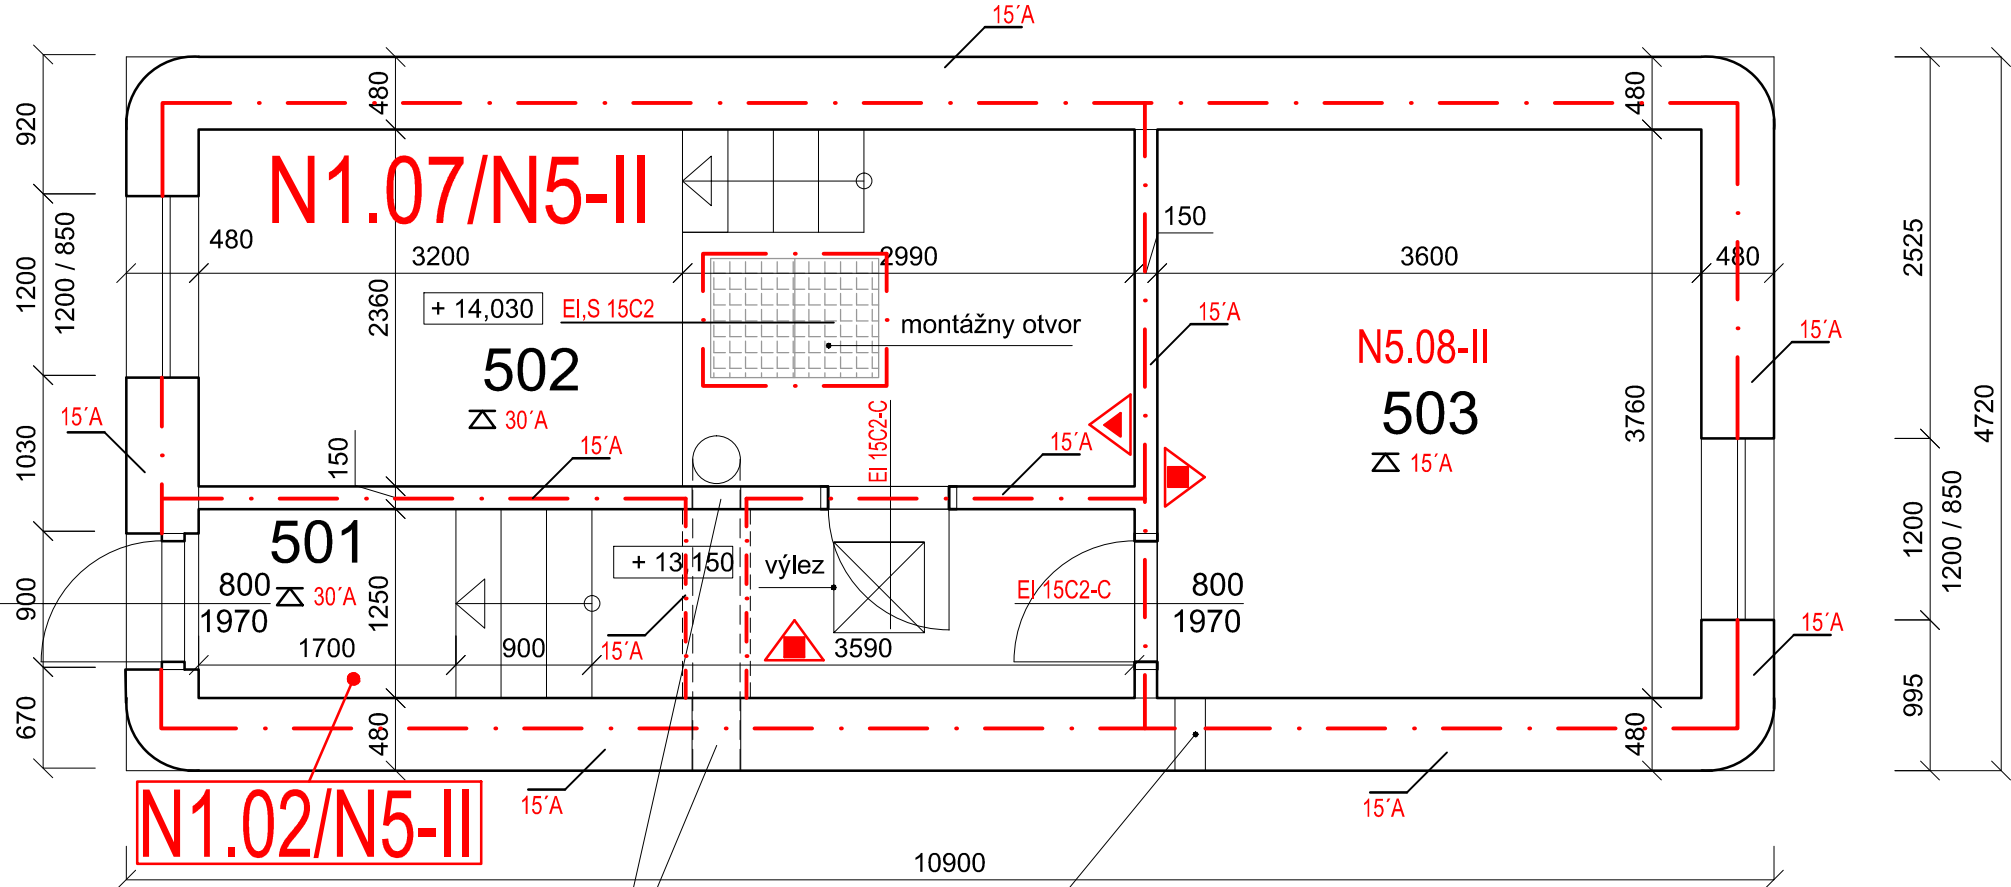 15´A
920
480
480
N1.07/N5-II
150
1200
1200 / 850
480
3200
2990
3600
480
2525
+ 14,030
EI,S 15C2
2360
montážny otvor
15´A
N5.08-II
15´A
502
30´A
503
15´A
3760
4720
15´A
1030
150
15´A
EI 15C2-C
15´A
501
800
1970
30´A
900
1250
+ 13,150
výlez
EI 15C2-C
800
1970
1200
1200 / 850
1700
900
15´A
3590
15´A
670
480
480
995
N1.02/N5-II
15´A
15´A
10900